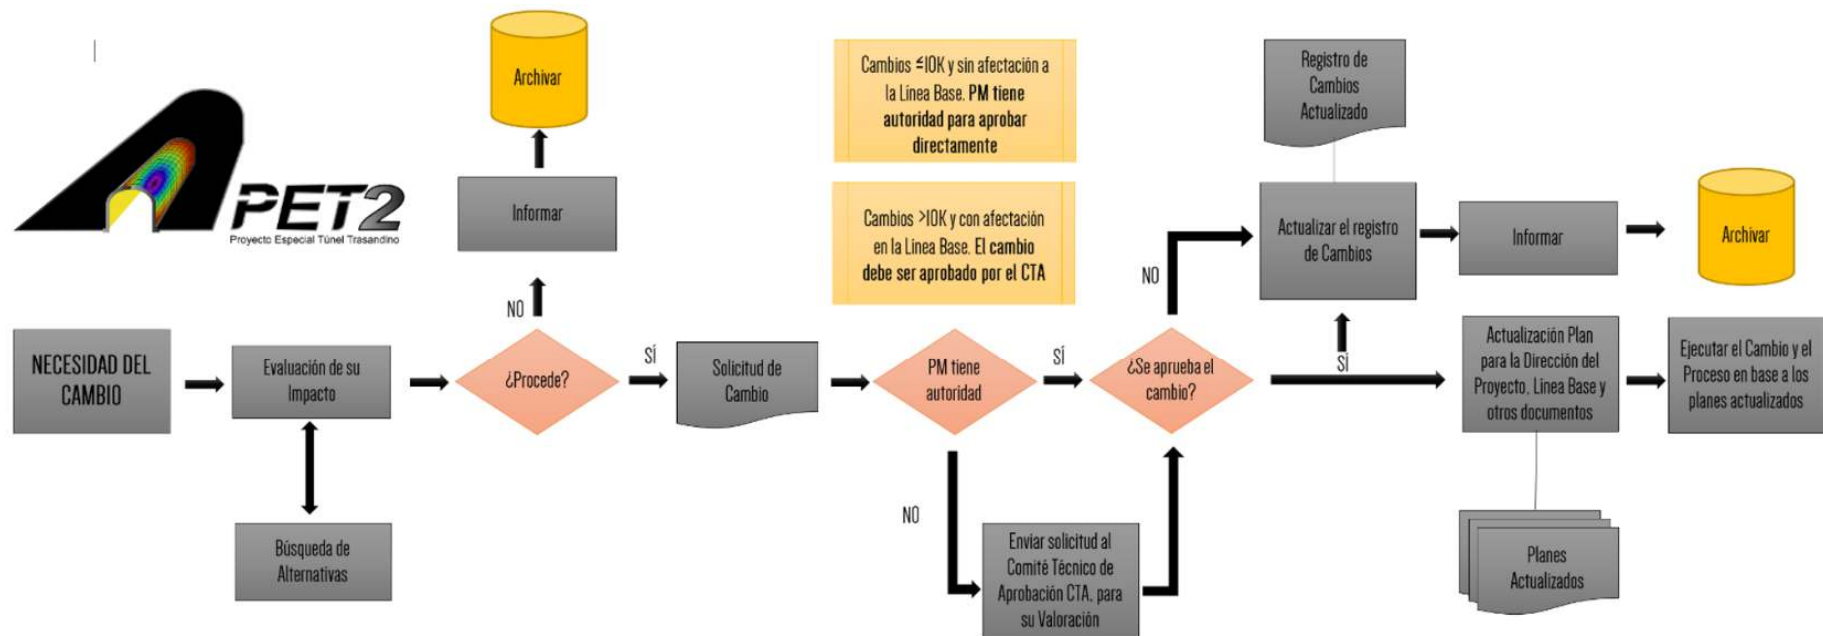 PET2
Proyecto Especial Túnel Trasandino
Archivar
Informar
NO
NECESIDAD DEL
CAMBIO
Evaluación de su
Impacto
Búsqueda de
Alternativas
¿Procede?
SÍ
Solicitud de
Cambio
Cambios ≤10K y sin afectación a
la Línea Base. PM tiene
autoridad para aprobar
directamente
Cambios >10K y con afectación
en la Línea Base. El cambio
debe ser aprobado por el CTA
PM tiene
autoridad
SÍ
NO
Enviar solicitud al
Comité Técnico de
Aprobación CTA, para
su Valoración
¿Se aprueba el
cambio?
NO
SÍ
Registro de
Cambios
Actualizado
Actualizar el registro
de Cambios
Informar
Archivar
Actualización Plan
para la Dirección del
Proyecto, Línea Base y
otros documentos
Ejecutar el Cambio y el
Proceso en base a los
planes actualizados
Planes
Actualizados